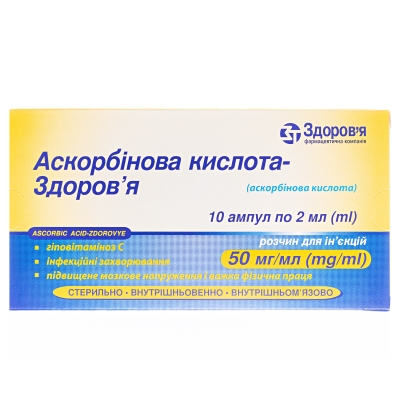 Здоров'я
фармацевтична компанія
Аскорбінова кислота-
Здоров'я
(аскорбінова кислота)
10 ампул по 2 мл (ml)
ASCORBIC ACID-ZDOROVYE
розчин для ін'єкцій
• гіповітаміноз С
50 мг/мл (mg/ml)
• інфекційні захворювання
• підвищене мозкове напруження і важка фізична праця
СТЕРИЛЬНО • ВНУТРІШНЬОВЕННО • ВНУТРІШНЬОМ'ЯЗОВО